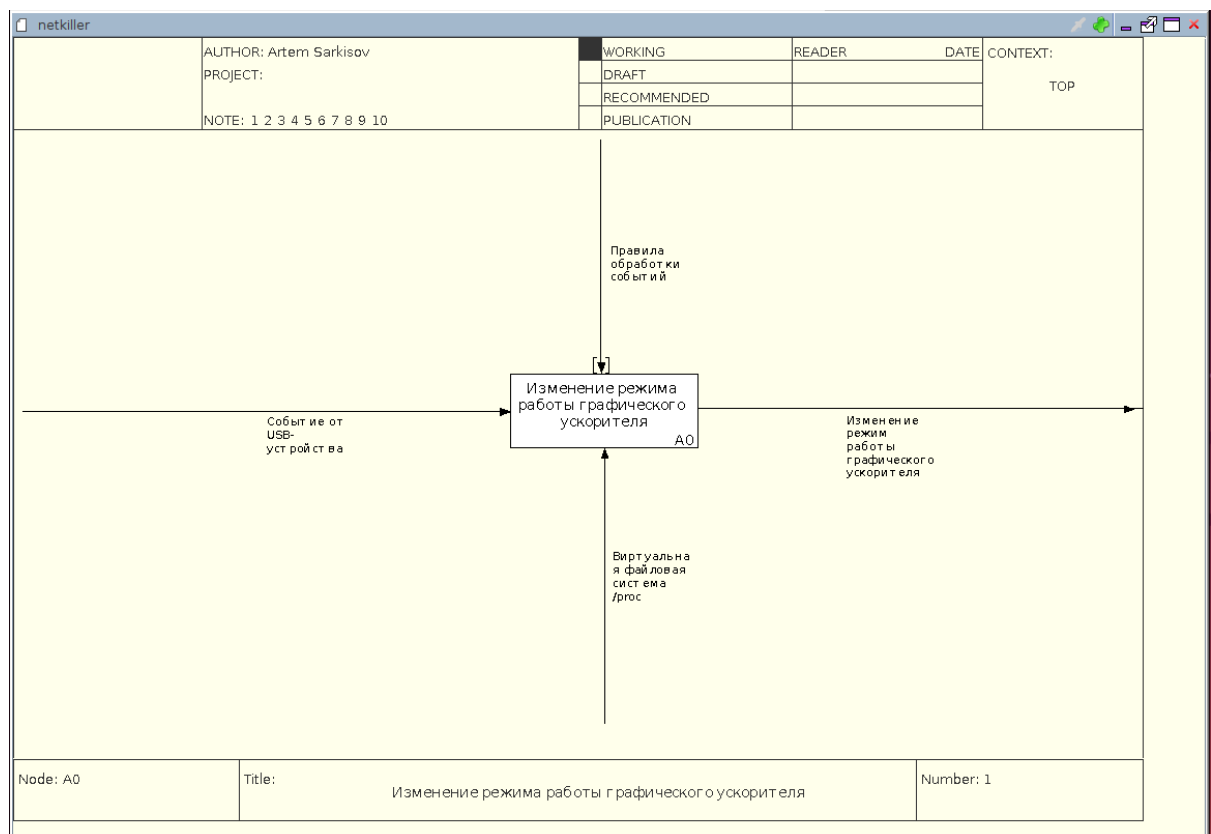 netkiller
AUTHOR: Artem Sarkisov
WORKING
READER DATE
CONTEXT:
PROJECT:
DRAFT
TOP
RECOMMENDED
NOTE: 1 2 3 4 5 6 7 8 9 10
PUBLICATION
Правила
обработки
событий
Изменение режима
работы графического
ускорителя
A0
Событие от
USB-
устройства
Изменение
режим
работы
графического
ускорителя
Виртуальна
я файловая
система
/proc
Node: A0
Title:
Изменение режима работы графического ускорителя
Number: 1